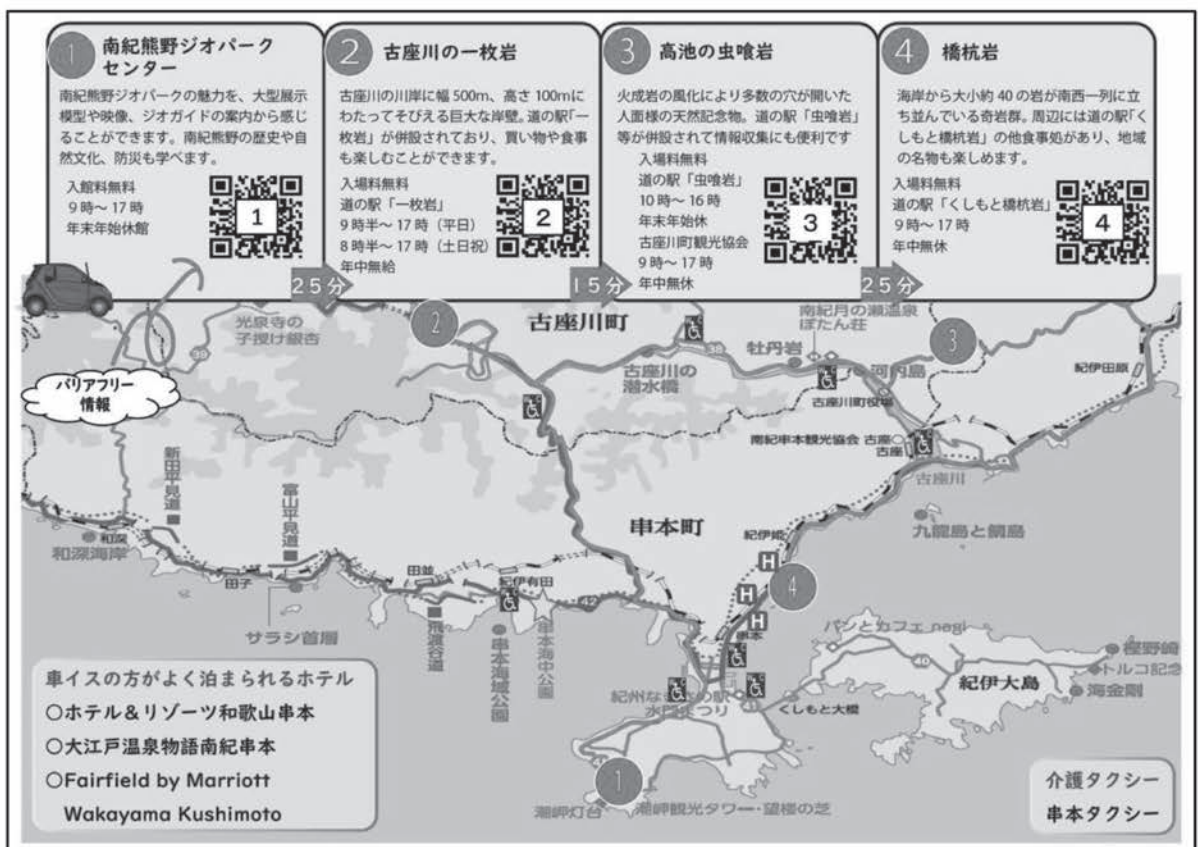 1 南紀熊野ジオパーク
センター
南紀熊野ジオパークの魅力を、大型展示
模型や映像、ジオガイドの案内から感じ
ることができます。南紀熊野の歴史や自
然文化、防災も学べます。
入館料無料
9時～17時
年末年始休館
1
25分
2 古座川の一枚岩
古座川の川岸に幅500m、高さ100mに
わたってそびえる巨大な岸壁。道の駅「一
枚岩」が併設されており、買い物や食事
も楽しむことができます。
入場料無料
道の駅「一枚岩」
9時半～17時（平日）
8時半～17時（土日祝）
年中無給
2
15分
3 高池の虫喰岩
火成岩の風化により多数の穴が開いた
人面様の天然記念物。道の駅「虫喰岩」
等が併設されて情報収集にも便利です
入場料無料
道の駅「虫喰岩」
10時～16時
年末年始休
古座川町観光協会
9時～17時
年中無休
3
25分
4 橋杭岩
海岸から大小約40の岩が南西一列に立
ち並んでいる奇岩群。周辺には道の駅「く
しもと橋杭岩」の他食事処があり、地域
の名物も楽しめます。
入場料無料
道の駅「くしもと橋杭岩」
9時～17時
年中無休
4
バリアフリー
情報
光泉寺の
子授け銀杏
39
2
古座川町
古座川の
潜水橋
38
牡丹岩
南紀月の瀬温泉
ぼたん荘
河内島
3
紀伊田原
古座川町役場
南紀串本観光協会 古座
古座
古座川
九龍島と鯛島
新田平見道
富山平見道
和深
和深海岸
田子
サラシ首層
田並
飛渡谷道
紀伊有田
串本海域公園
串本海中公園
42
串本町
紀伊姫
H
H
H
4
串本
紀州なぎさの駅
水門まつり
41
くしもと大橋
パンとカフェ nagi
40
紀伊大島
樫野崎
トルコ記念
海金剛
1
潮岬灯台
潮岬観光タワー・望楼の芝
車イスの方がよく泊まられるホテル
○ホテル＆リゾーツ和歌山串本
○大江戸温泉物語南紀串本
○Fairfield by Marriott
Wakayama Kushimoto
介護タクシー
串本タクシー